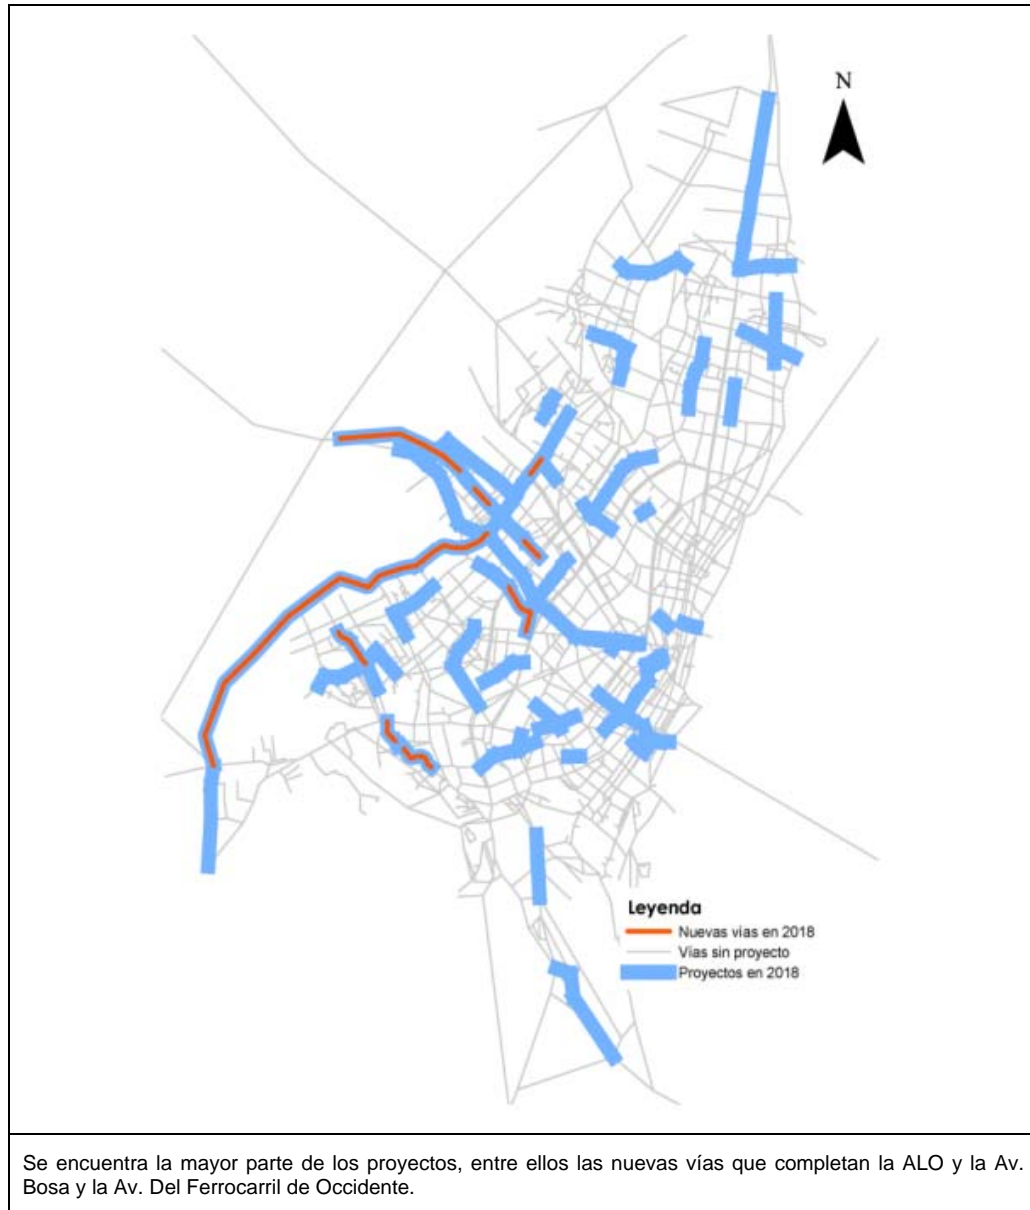 N
Leyenda
Nuevas vias en 2018
Vias sin proyecto
Proyectos en 2018
Se encuentra la mayor parte de los proyectos, entre ellos las nuevas vías que completan la ALO y la Av.
Bosa y la Av. Del Ferrocarril de Occidente.